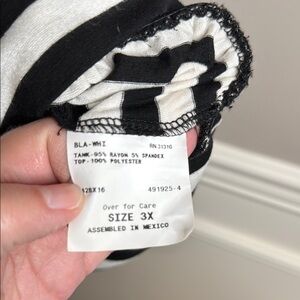 BLA-WHI RN 31310
TANK-95% RAYON 5% SPANDEX
TOP-100% POLYESTER
128X16 491925-4
Over for Care
SIZE 3X
ASSEMBLED IN MEXICO